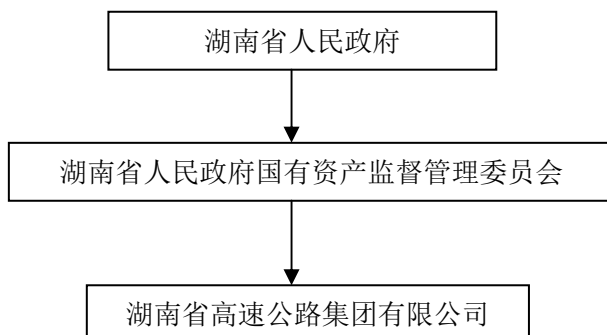 湖南省人民政府
湖南省人民政府国有资产监督管理委员会
湖南省高速公路集团有限公司